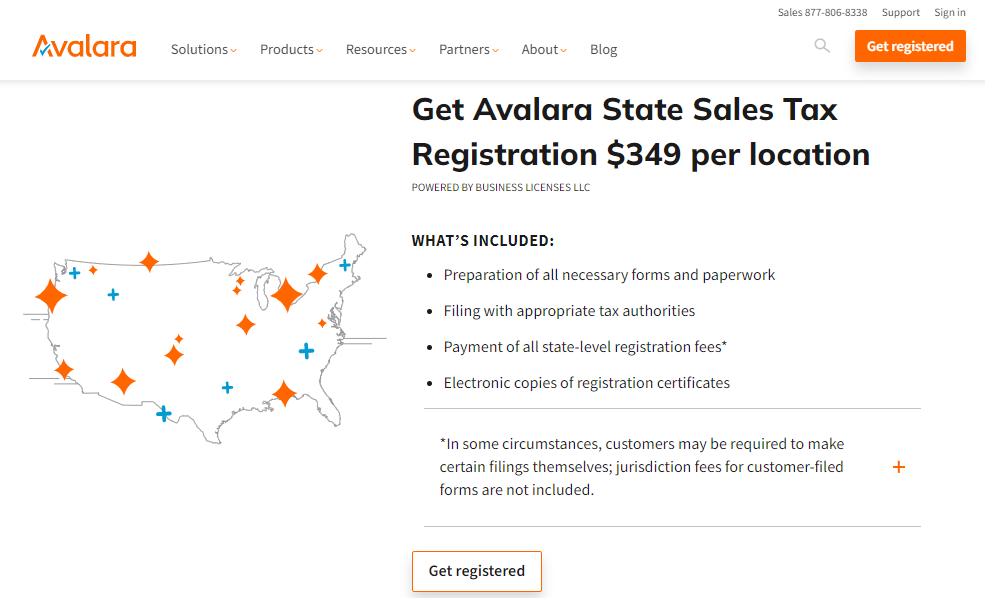 Sales 877-806-8338 Support Sign in
Avalara Solutions Products Resources Partners About Blog Get registered
Get Avalara State Sales Tax
Registration $349 per location
POWERED BY BUSINESS LICENSES LLC
WHAT’S INCLUDED:
• Preparation of all necessary forms and paperwork
• Filing with appropriate tax authorities
• Payment of all state-level registration fees*
• Electronic copies of registration certificates
*In some circumstances, customers may be required to make
certain filings themselves; jurisdiction fees for customer-filed
forms are not included.
Get registered